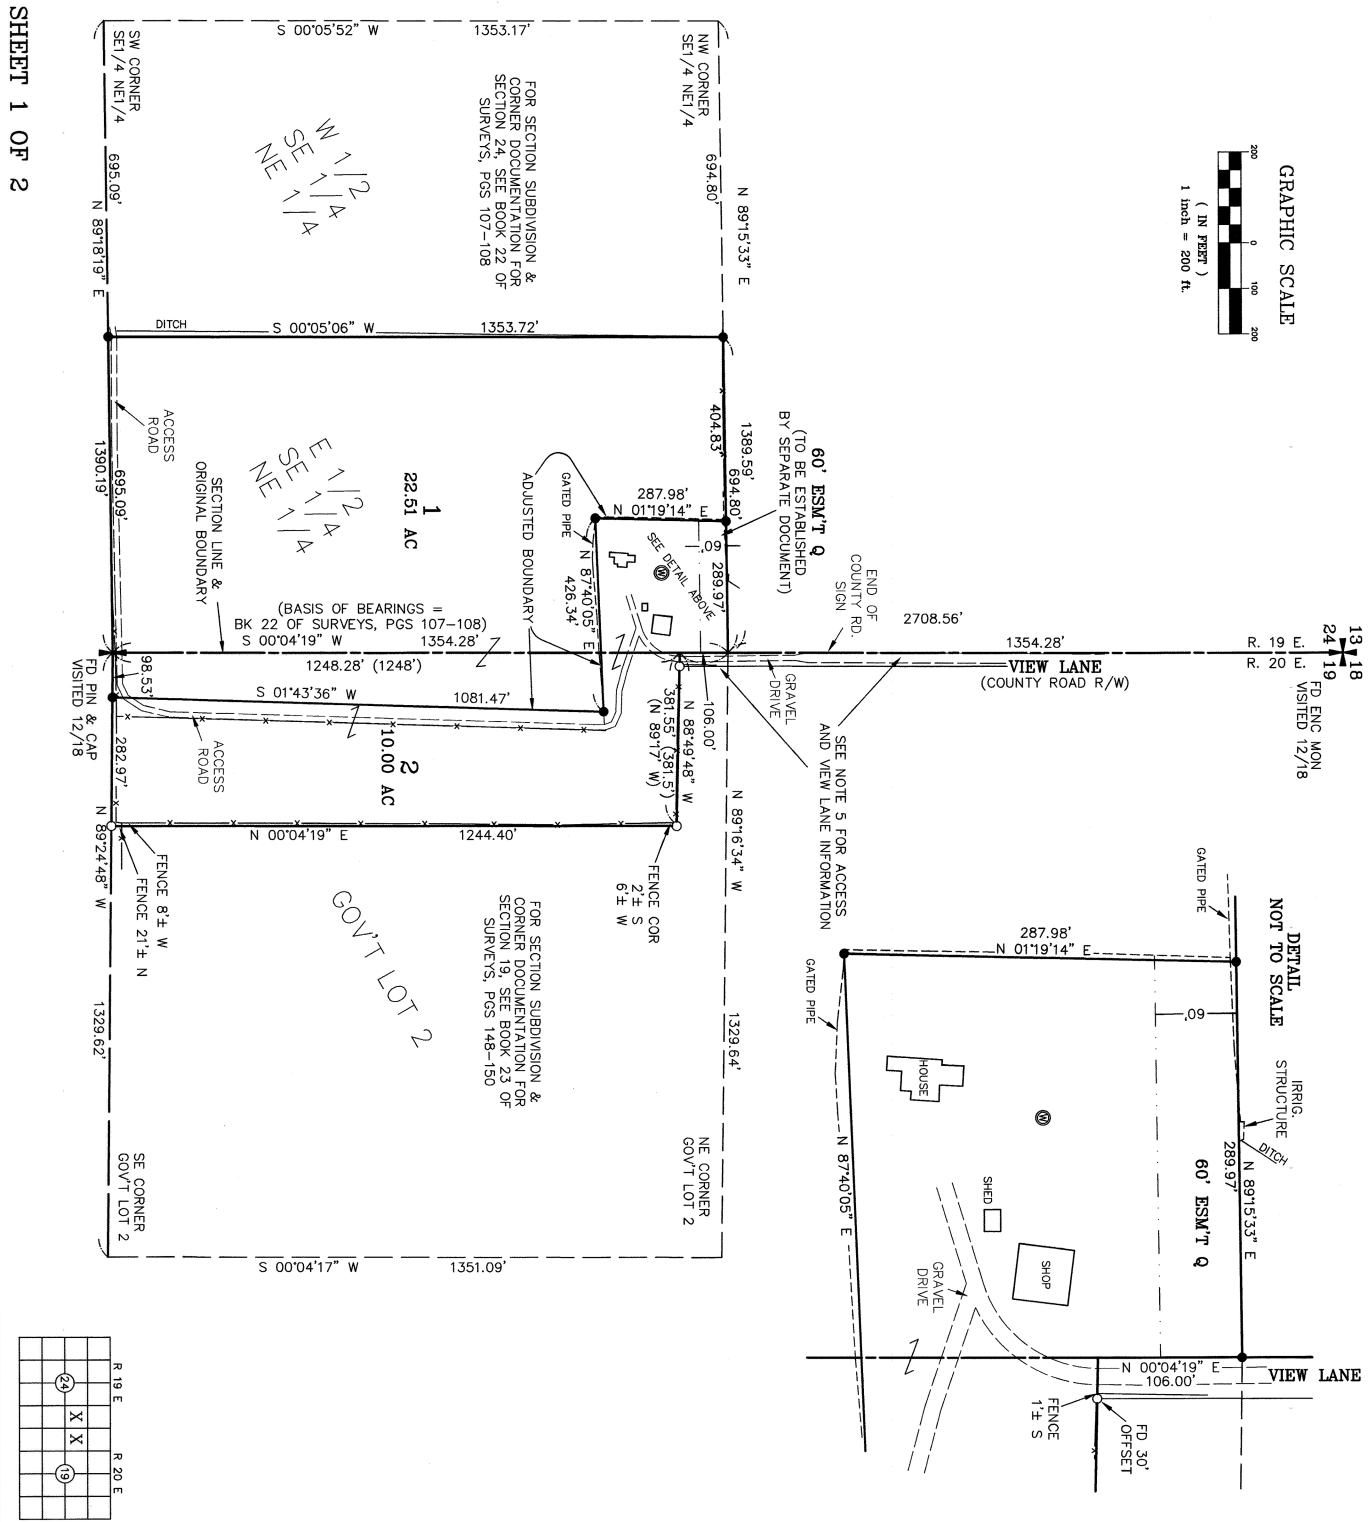 SHEET 1 OF 2
GRAPHIC SCALE
200
0
100
200
( IN FEET )
1 inch = 200 ft.
S 00°05'52" W
1353.17'
SW CORNER
SE1/4 NE1/4
NW CORNER
SE1/4 NE1/4
FOR SECTION SUBDIVISION &
CORNER DOCUMENTATION FOR
SECTION 24, SEE BOOK 22 OF
SURVEYS, PGS 107-108
W 1/2
SE 1/4
NE 1/4
695.09'
N 89°18'19" E
694.80'
N 89°15'33" E
DITCH
S 00°05'06" W
1353.72'
ACCESS
ROAD
1390.19'
695.09'
404.83'
1389.59'
694.80'
60' ESM'T Q
(TO BE ESTABLISHED
BY SEPARATE DOCUMENT)
E 1/2
SE 1/4
NE 1/4
1
22.51 AC
SECTION LINE &
ORIGINAL BOUNDARY
ADJUSTED BOUNDARY
GATED PIPE
287.98'
N 01°19'14" E
60'
289.97'
SEE DETAIL ABOVE
W
N 87°40'05" E
426.34'
END OF
COUNTY RD.
SIGN
2708.56'
(BASIS OF BEARINGS =
BK 22 OF SURVEYS, PGS 107-108)
S 00°04'19" W
1354.28'
1248.28' (1248')
1354.28'
R. 19 E.
R. 20 E.
13
18
24
19
FD ENC MON
VISITED 12/18
VIEW LANE
(COUNTY ROAD R/W)
GRAVEL
DRIVE
106.00'
SEE NOTE 5 FOR ACCESS
AND VIEW LANE INFORMATION
FD PIN & CAP
VISITED 12/18
98.53'
S 01°43'36" W
1081.47'
N 88°49'48" W
381.55' (381.5')
(N 89°17' W)
ACCESS
ROAD
2
10.00 AC
282.97'
N 89°24'48" W
N 00°04'19" E
1244.40'
N 89°16'34" W
FENCE 8'± W
FENCE 21'± N
FENCE COR
2'± S
6'± W
GOV'T LOT 2
FOR SECTION SUBDIVISION &
CORNER DOCUMENTATION FOR
SECTION 19, SEE BOOK 23 OF
SURVEYS, PGS 148-150
1329.62'
1329.64'
SE CORNER
GOV'T LOT 2
NE CORNER
GOV'T LOT 2
S 00°04'17" W
1351.09'
DETAIL
NOT TO SCALE
GATED PIPE
287.98'
N 01°19'14" E
GATED PIPE
60'
IRRIG.
STRUCTURE
DITCH
289.97'
N 89°15'33" E
60' ESM'T Q
HOUSE
W
N 87°40'05" E
SHED
SHOP
GRAVEL
DRIVE
N 00°04'19" E
106.00'
VIEW LANE
FENCE
1'± S
FD 30'
OFFSET
R 19 E
R 20 E
24
X X
19